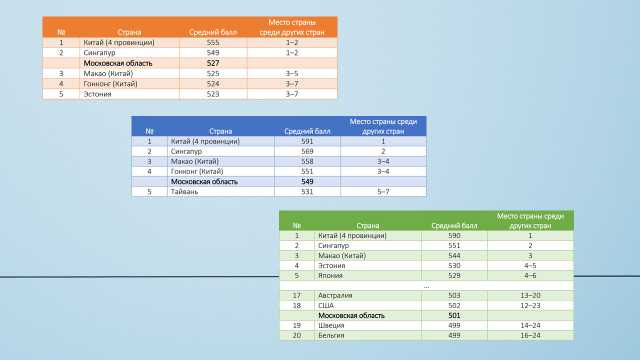 № Страна Средний балл Место страны среди других стран
1 Китай (4 провинции) 555 1–2
2 Сингапур 549 1–2
Московская область 527
3 Макао (Китай) 525 3–5
4 Гонконг (Китай) 524 3–7
5 Эстония 523 3–7
№ Страна Средний балл Место страны среди других стран
1 Китай (4 провинции) 591 1
2 Сингапур 569 2
3 Макао (Китай) 558 3–4
4 Гонконг (Китай) 551 3–4
Московская область 549
5 Тайвань 531 5–7
№ Страна Средний балл Место страны среди других стран
1 Китай (4 провинции) 590 1
2 Сингапур 551 2
3 Макао (Китай) 544 3
4 Эстония 530 4–5
5 Япония 529 4–6
...
17 Австралия 503 13–20
18 США 502 12–23
Московская область 501
19 Швеция 499 14–24
20 Бельгия 499 16–24